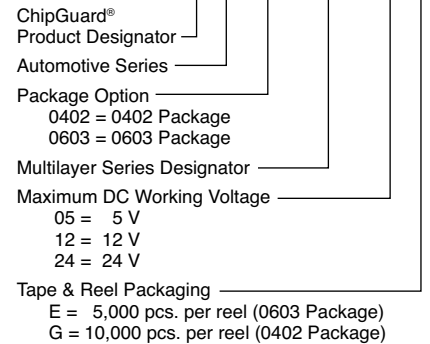 ChipGuard®
Product Designator
Automotive Series
Package Option
0402 = 0402 Package
0603 = 0603 Package
Multilayer Series Designator
Maximum DC Working Voltage
05 = 5 V
12 = 12 V
24 = 24 V
Tape & Reel Packaging
E = 5,000 pcs. per reel (0603 Package)
G = 10,000 pcs. per reel (0402 Package)